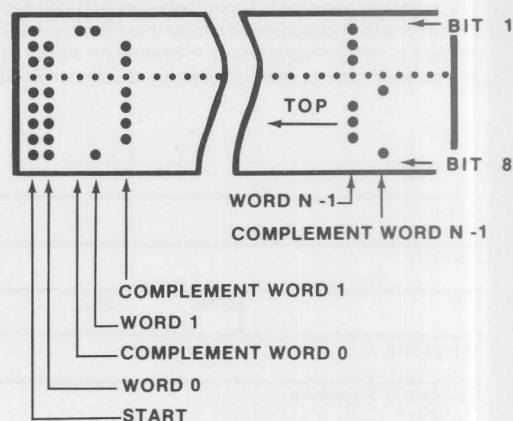 BIT 1
TOP
BIT 8
WORD N -1
COMPLEMENT WORD N -1
COMPLEMENT WORD 1
WORD 1
COMPLEMENT WORD 0
WORD 0
START